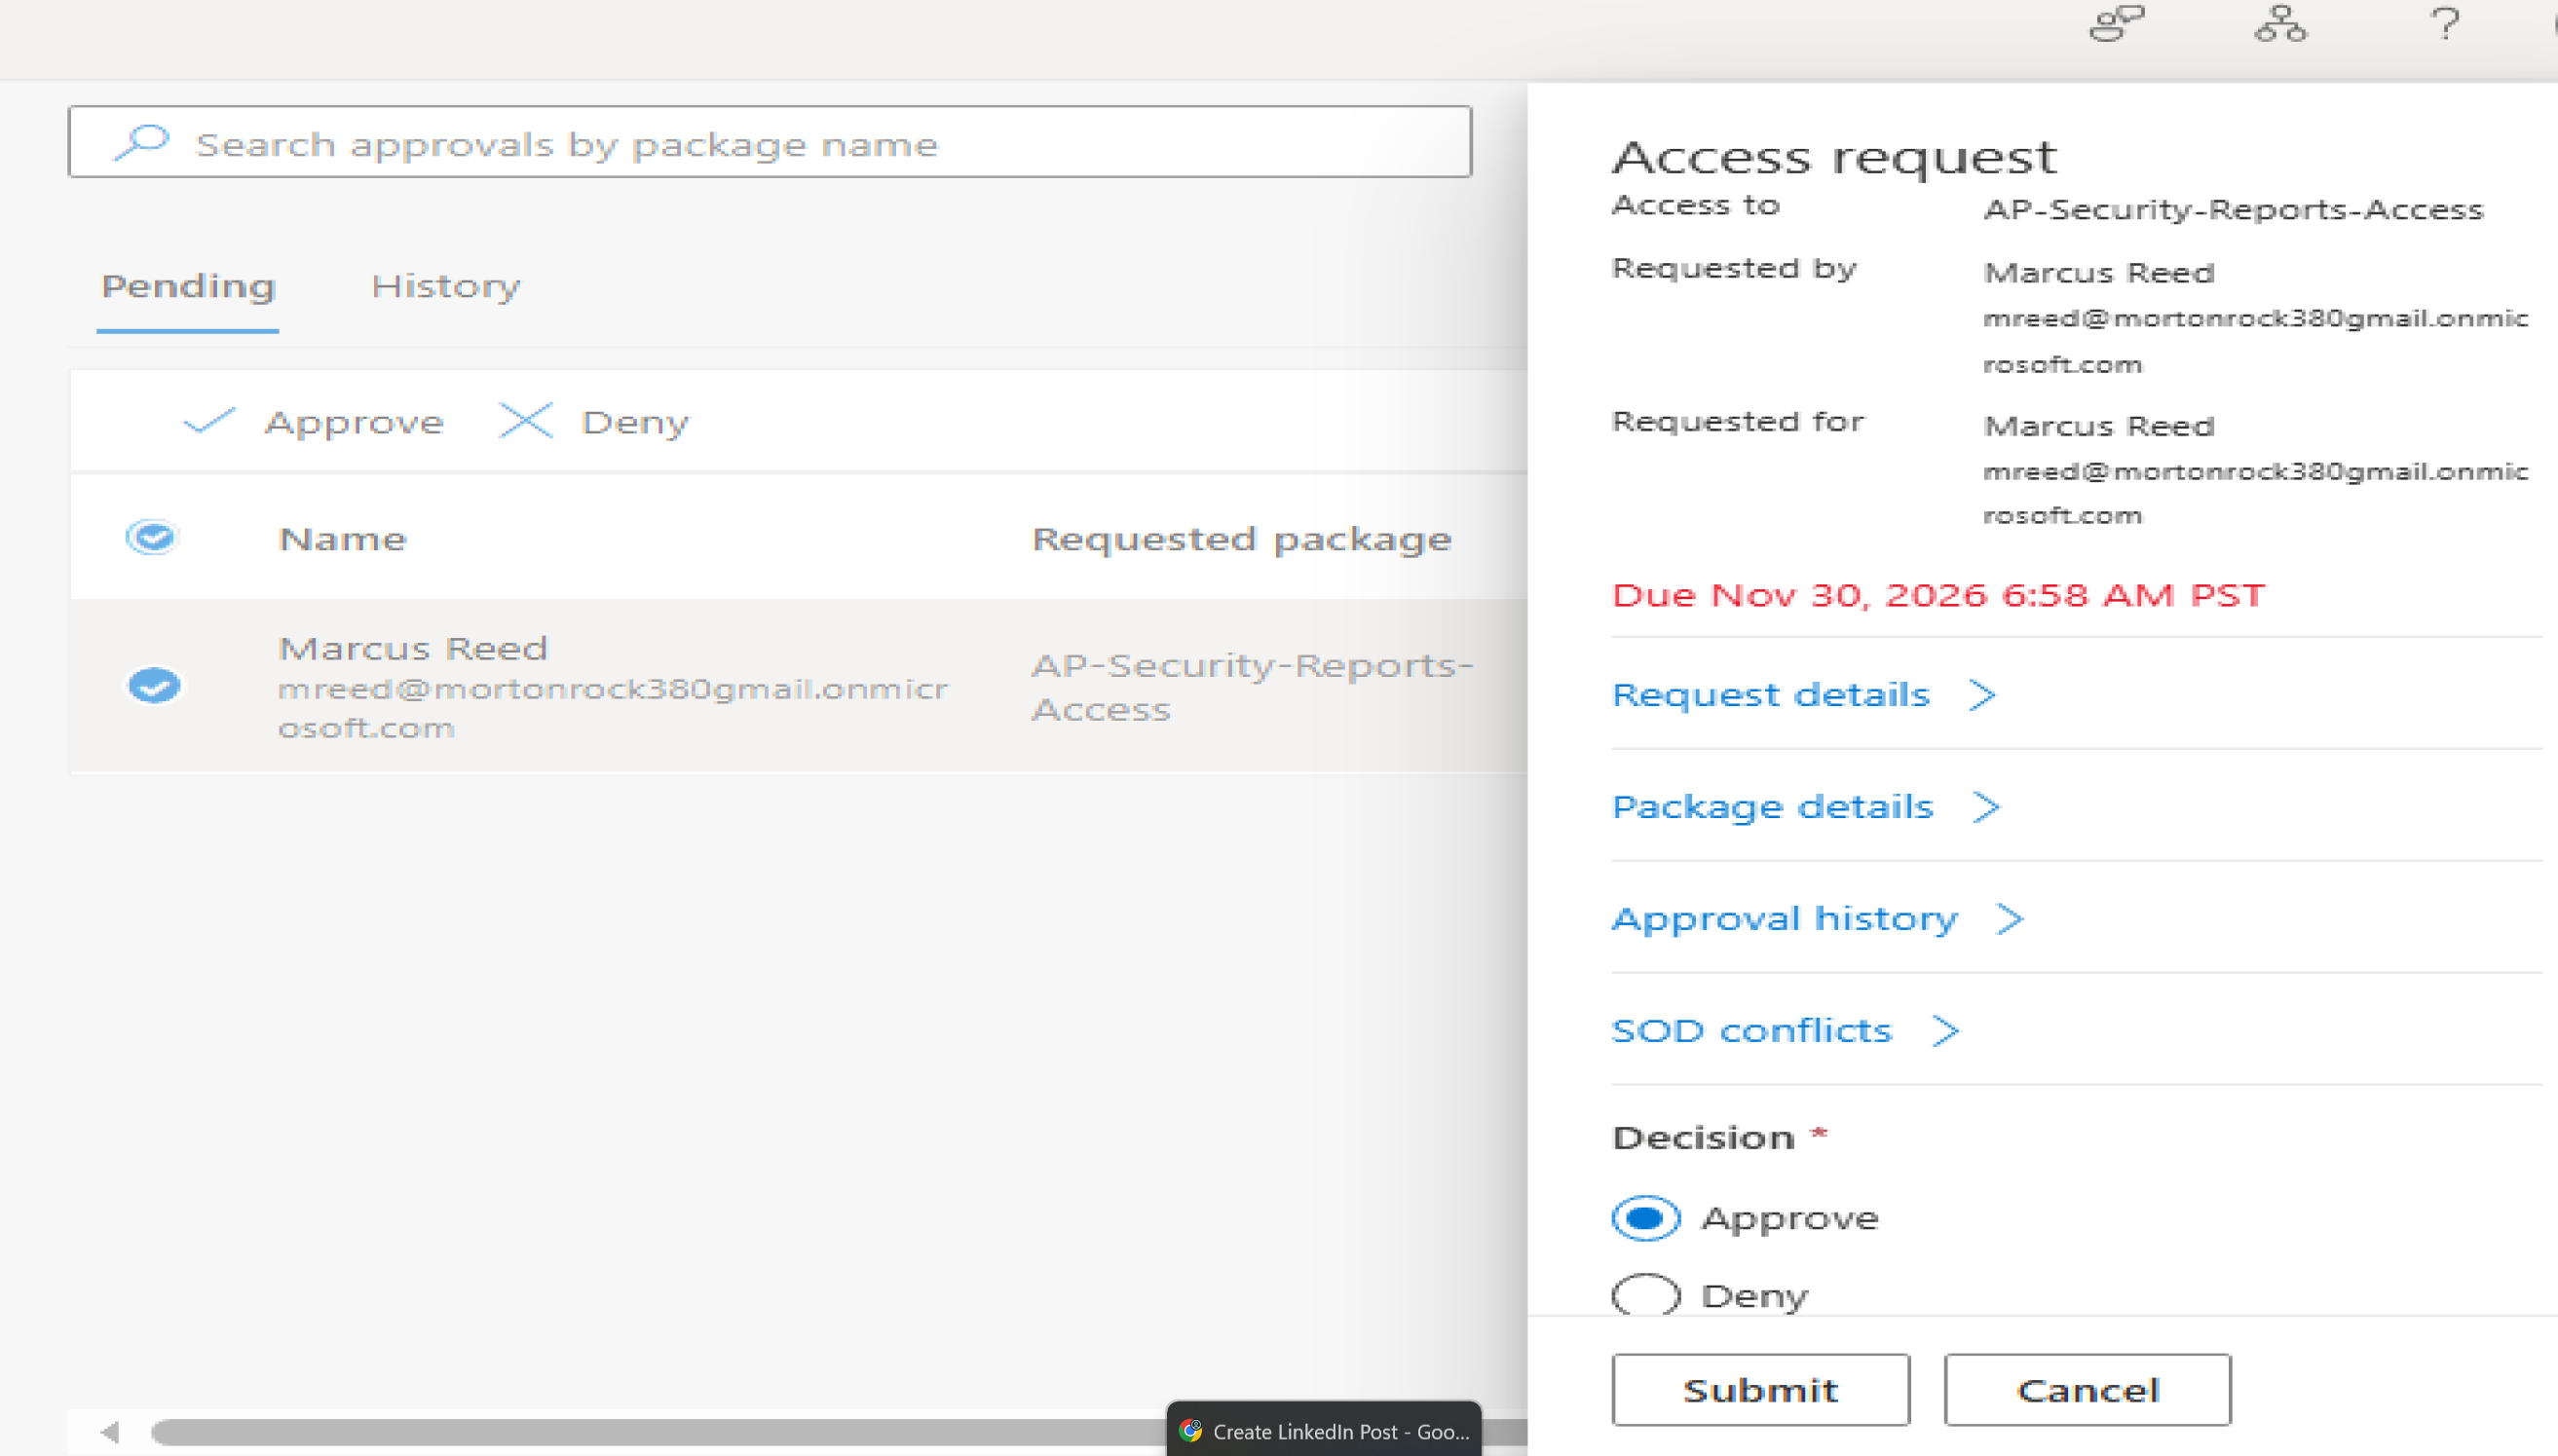 ?
Search approvals by package name
Pending
History
Approve
Deny
Name
Requested package
Marcus Reed
mreed@mortonrock380gmail.onmicr
osoft.com
AP-Security-Reports-
Access
Access request
Access to
AP-Security-Reports-Access
Requested by
Marcus Reed
mreed@mortonrock380gmail.onmic
rosoft.com
Requested for
Marcus Reed
mreed@mortonrock380gmail.onmic
rosoft.com
Due Nov 30, 2026 6:58 AM PST
Request details
Package details
Approval history
SOD conflicts
Decision *
Approve
Deny
Submit
Cancel
Create LinkedIn Post - Goo...